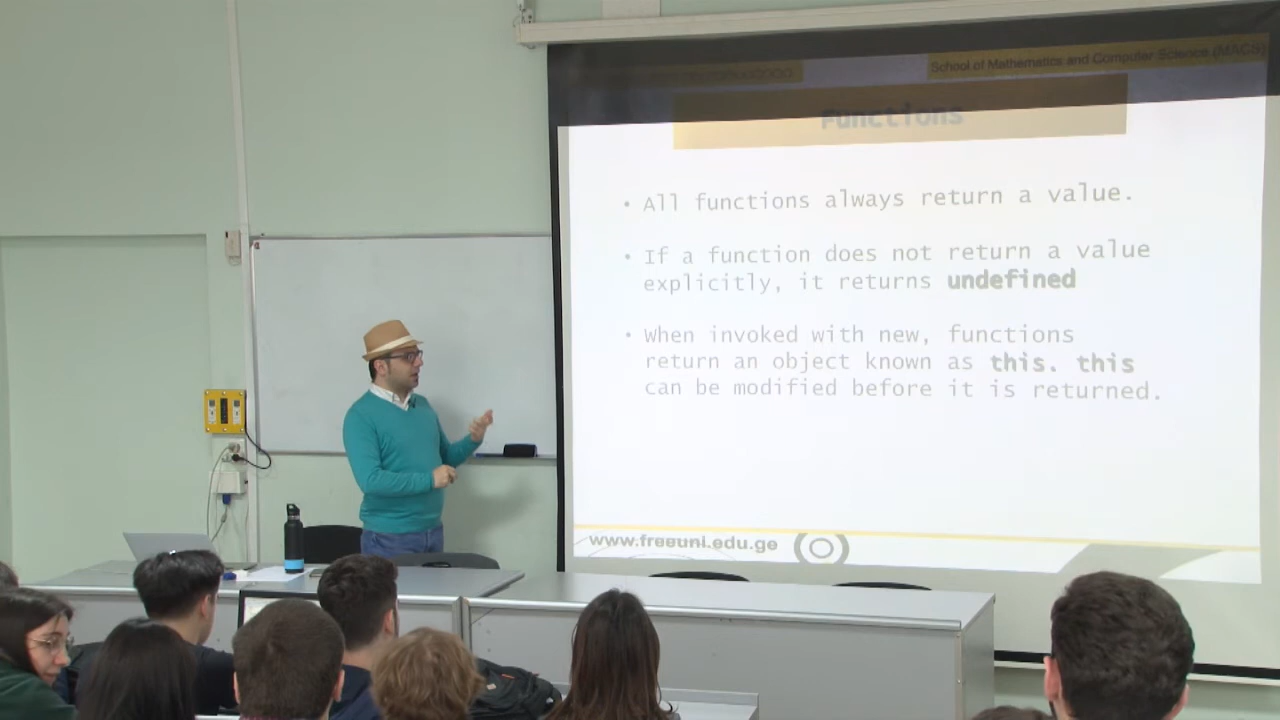 School of Mathematics and Computer Science (MACS)
Functions
• All functions always return a value.
• If a function does not return a value
explicitly, it returns undefined
• When invoked with new, functions
return an object known as this. this
can be modified before it is returned.
www.freeuni.edu.ge